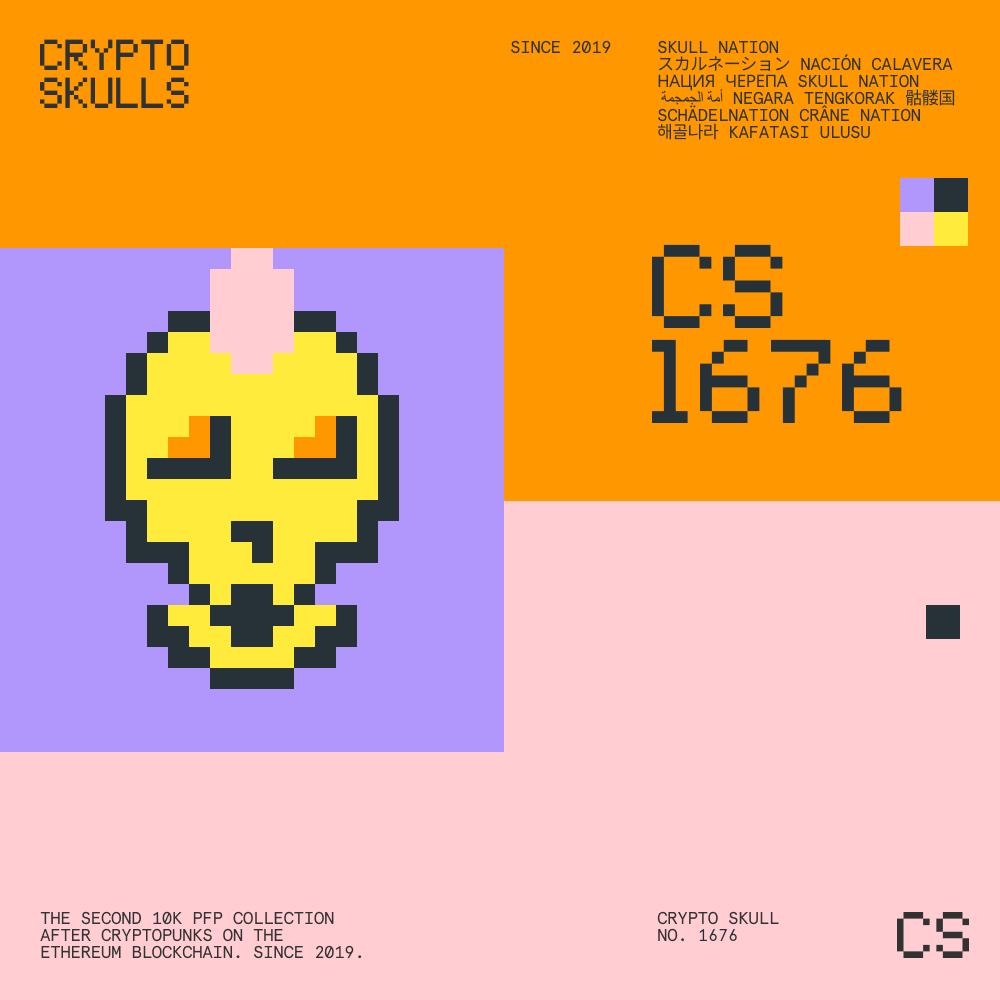 CRYPTO
SKULLS
SINCE 2019
SKULL NATION
スカルネーション NACIÓN CALAVERA
НАЦИЯ ЧЕРЕПА SKULL NATION
أمة الجمجمة NEGARA TENGKORAK 骷髅国
SCHÄDELNATION CRÂNE NATION
해골나라 KAFATASI ULUSU
CS
1676
THE SECOND 10K PFP COLLECTION
AFTER CRYPTOPUNKS ON THE
ETHEREUM BLOCKCHAIN. SINCE 2019.
CRYPTO SKULL
NO. 1676
CS